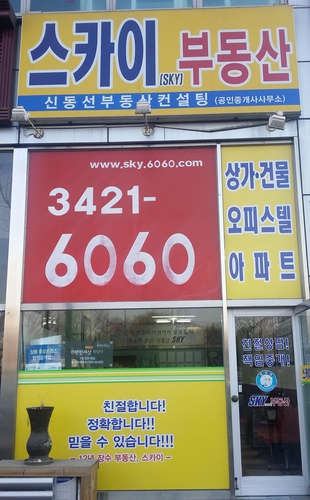 스카이 [SKY] 부동산
신동선부동산컨설팅 (공인중개사사무소)
www.sky.6060.com
3421-
6060
상가·건물
오피스텔
아파트
친절상담!
책임중개!
SKY 부동산
SKY
친절합니다!
정확합니다!!
믿을 수 있습니다!!!
- 12년 장수 부동산, 스카이 -